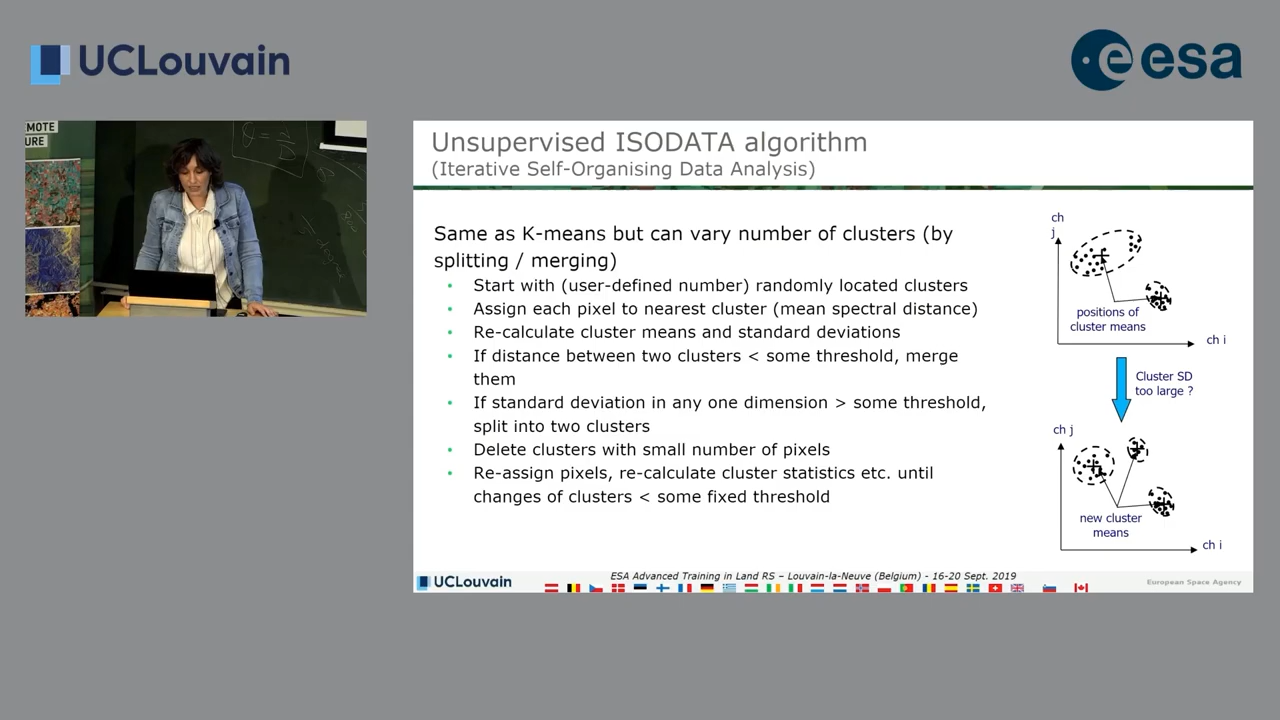 UCLouvain
esa
MOTE
URE
Unsupervised ISODATA algorithm
(Iterative Self-Organising Data Analysis)
Same as K-means but can vary number of clusters (by
splitting / merging)
• Start with (user-defined number) randomly located clusters
• Assign each pixel to nearest cluster (mean spectral distance)
• Re-calculate cluster means and standard deviations
• If distance between two clusters < some threshold, merge
them
• If standard deviation in any one dimension > some threshold,
split into two clusters
• Delete clusters with small number of pixels
• Re-assign pixels, re-calculate cluster statistics etc. until
changes of clusters < some fixed threshold
ch
j
positions of
cluster means
ch i
Cluster SD
too large ?
ch j
new cluster
means
ch i
UCLouvain
ESA Advanced Training in Land RS – Louvain-la-Neuve (Belgium) - 16-20 Sept. 2019
European Space Agency